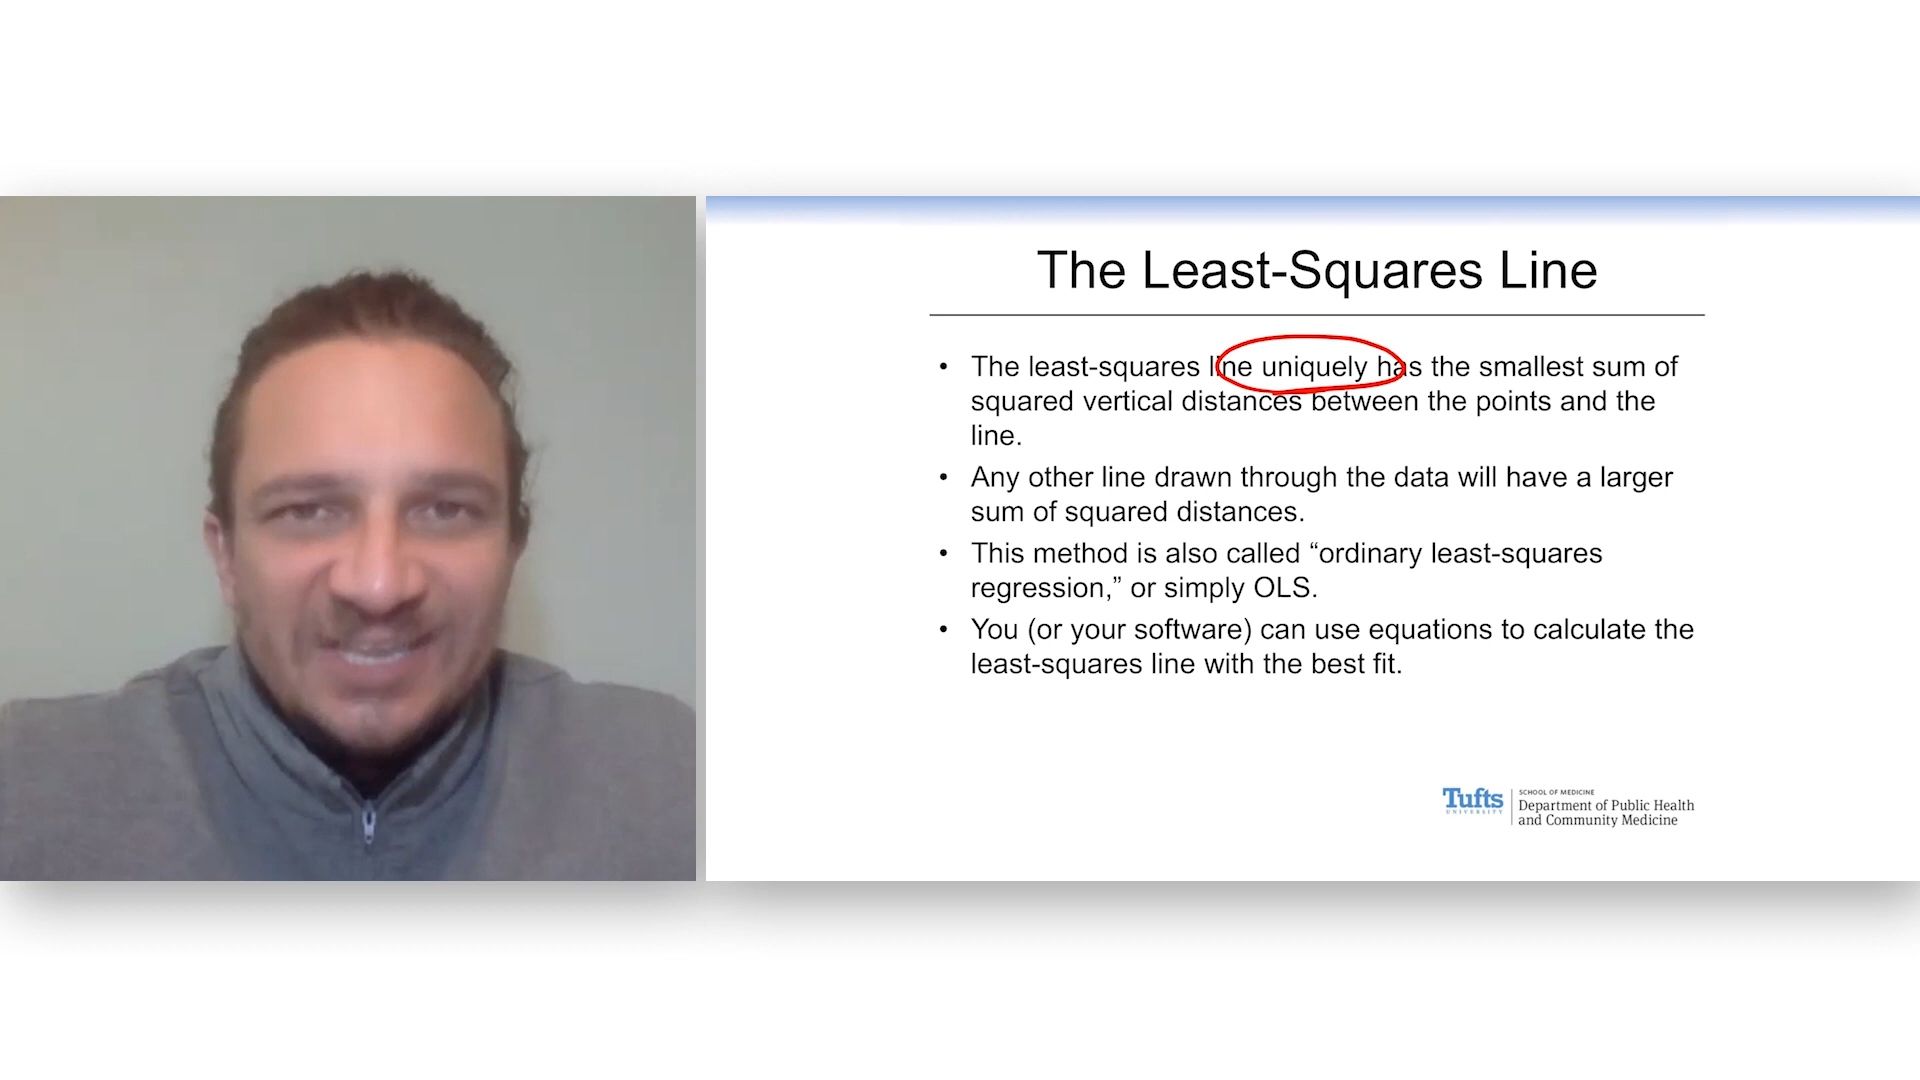 The Least-Squares Line
• The least-squares line uniquely has the smallest sum of
squared vertical distances between the points and the
line.
• Any other line drawn through the data will have a larger
sum of squared distances.
• This method is also called “ordinary least-squares
regression,” or simply OLS.
• You (or your software) can use equations to calculate the
least-squares line with the best fit.
Tufts
UNIVERSITY
SCHOOL OF MEDICINE
Department of Public Health
and Community Medicine